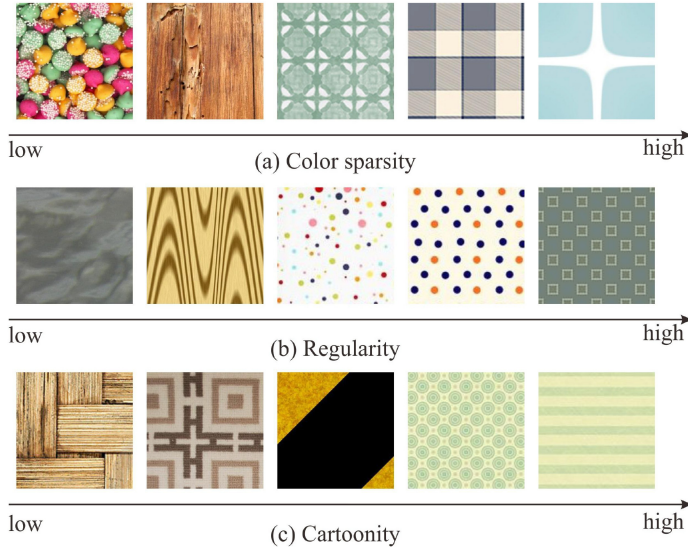 low
high
(a) Color sparsity
low
high
(b) Regularity
low
high
(c) Cartoonity